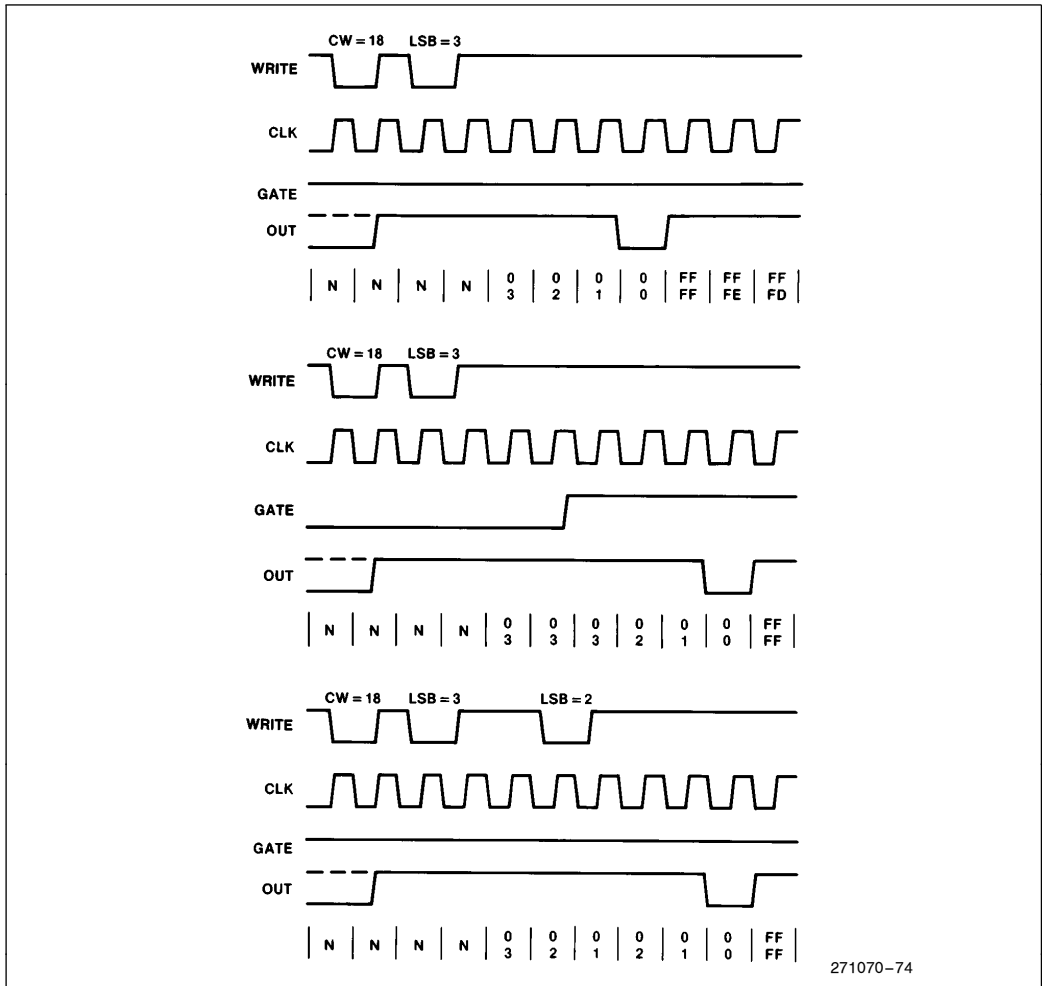 CW = 18 LSB = 3
WRITE
CLK
GATE
OUT
N N N N 0 0 0 0 FF FF FF
3 2 1 0 FF FE FD
CW = 18 LSB = 3
WRITE
CLK
GATE
OUT
N N N N 0 0 0 0 0 0 FF
3 3 3 2 1 0 FF
CW = 18 LSB = 3 LSB = 2
WRITE
CLK
GATE
OUT
N N N N 0 0 0 0 0 0 FF
3 2 1 2 1 0 FF
271070–74